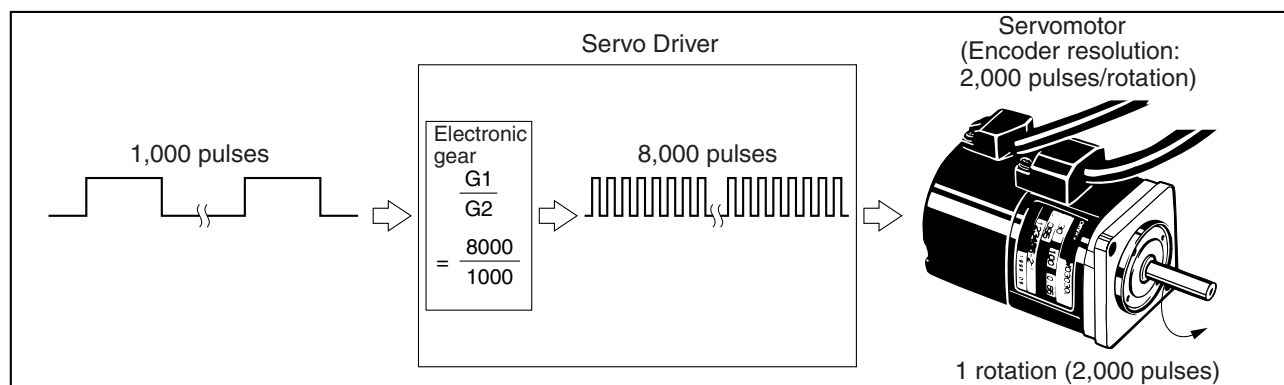 Servo Driver
Servomotor
(Encoder resolution:
2,000 pulses/rotation)
1,000 pulses
Electronic
gear
G1
G2
= 8000
1000
8,000 pulses
1 rotation (2,000 pulses)